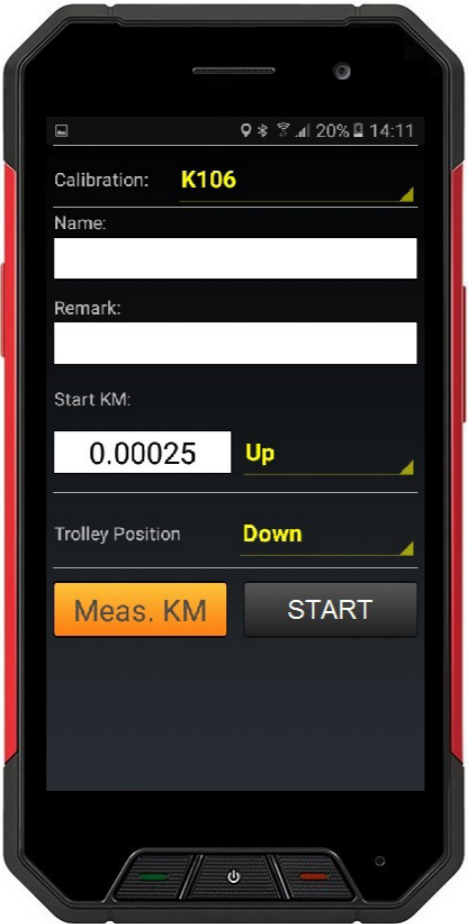 20% 14:11
Calibration: K106
Name:
Remark:
Start KM:
0.00025 Up
Trolley Position Down
Meas. KM START